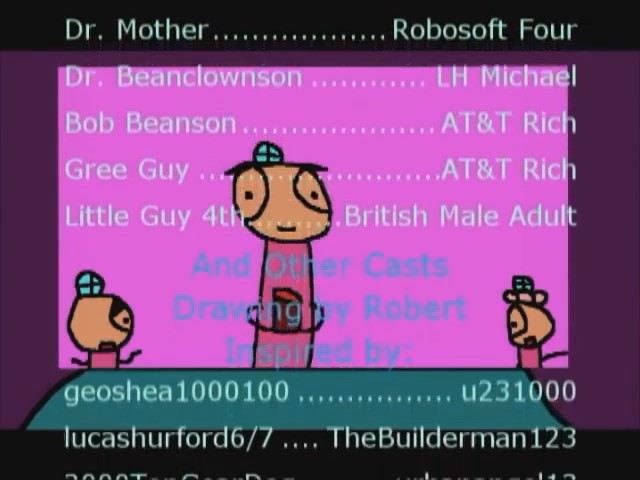 Dr. Mother.................. Robosoft Four
Dr. Beanclownson ............ LH Michael
Bob Beanson.....................AT&T Rich
Gree Guy ..........................AT&T Rich
Little Guy 4th..........British Male Adult
And Other Casts
Drawing by Robert
Inspired by:
geoshea1000100 ................ u231000
lucashurford6/7 .... TheBuilderman123